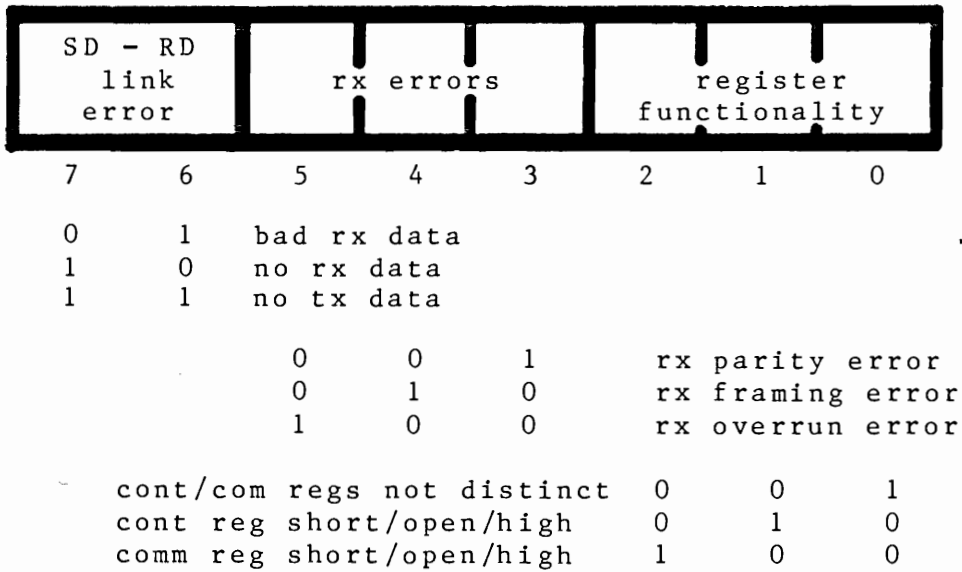 SD - RD
link
error
rx errors
register
functionality
7 6 5 4 3 2 1 0
0 1 bad rx data
1 0 no rx data
1 1 no tx data
0 0 1 rx parity error
0 1 0 rx framing error
1 0 0 rx overrun error
cont/com regs not distinct 0 0 1
cont reg short/open/high 0 1 0
comm reg short/open/high 1 0 0